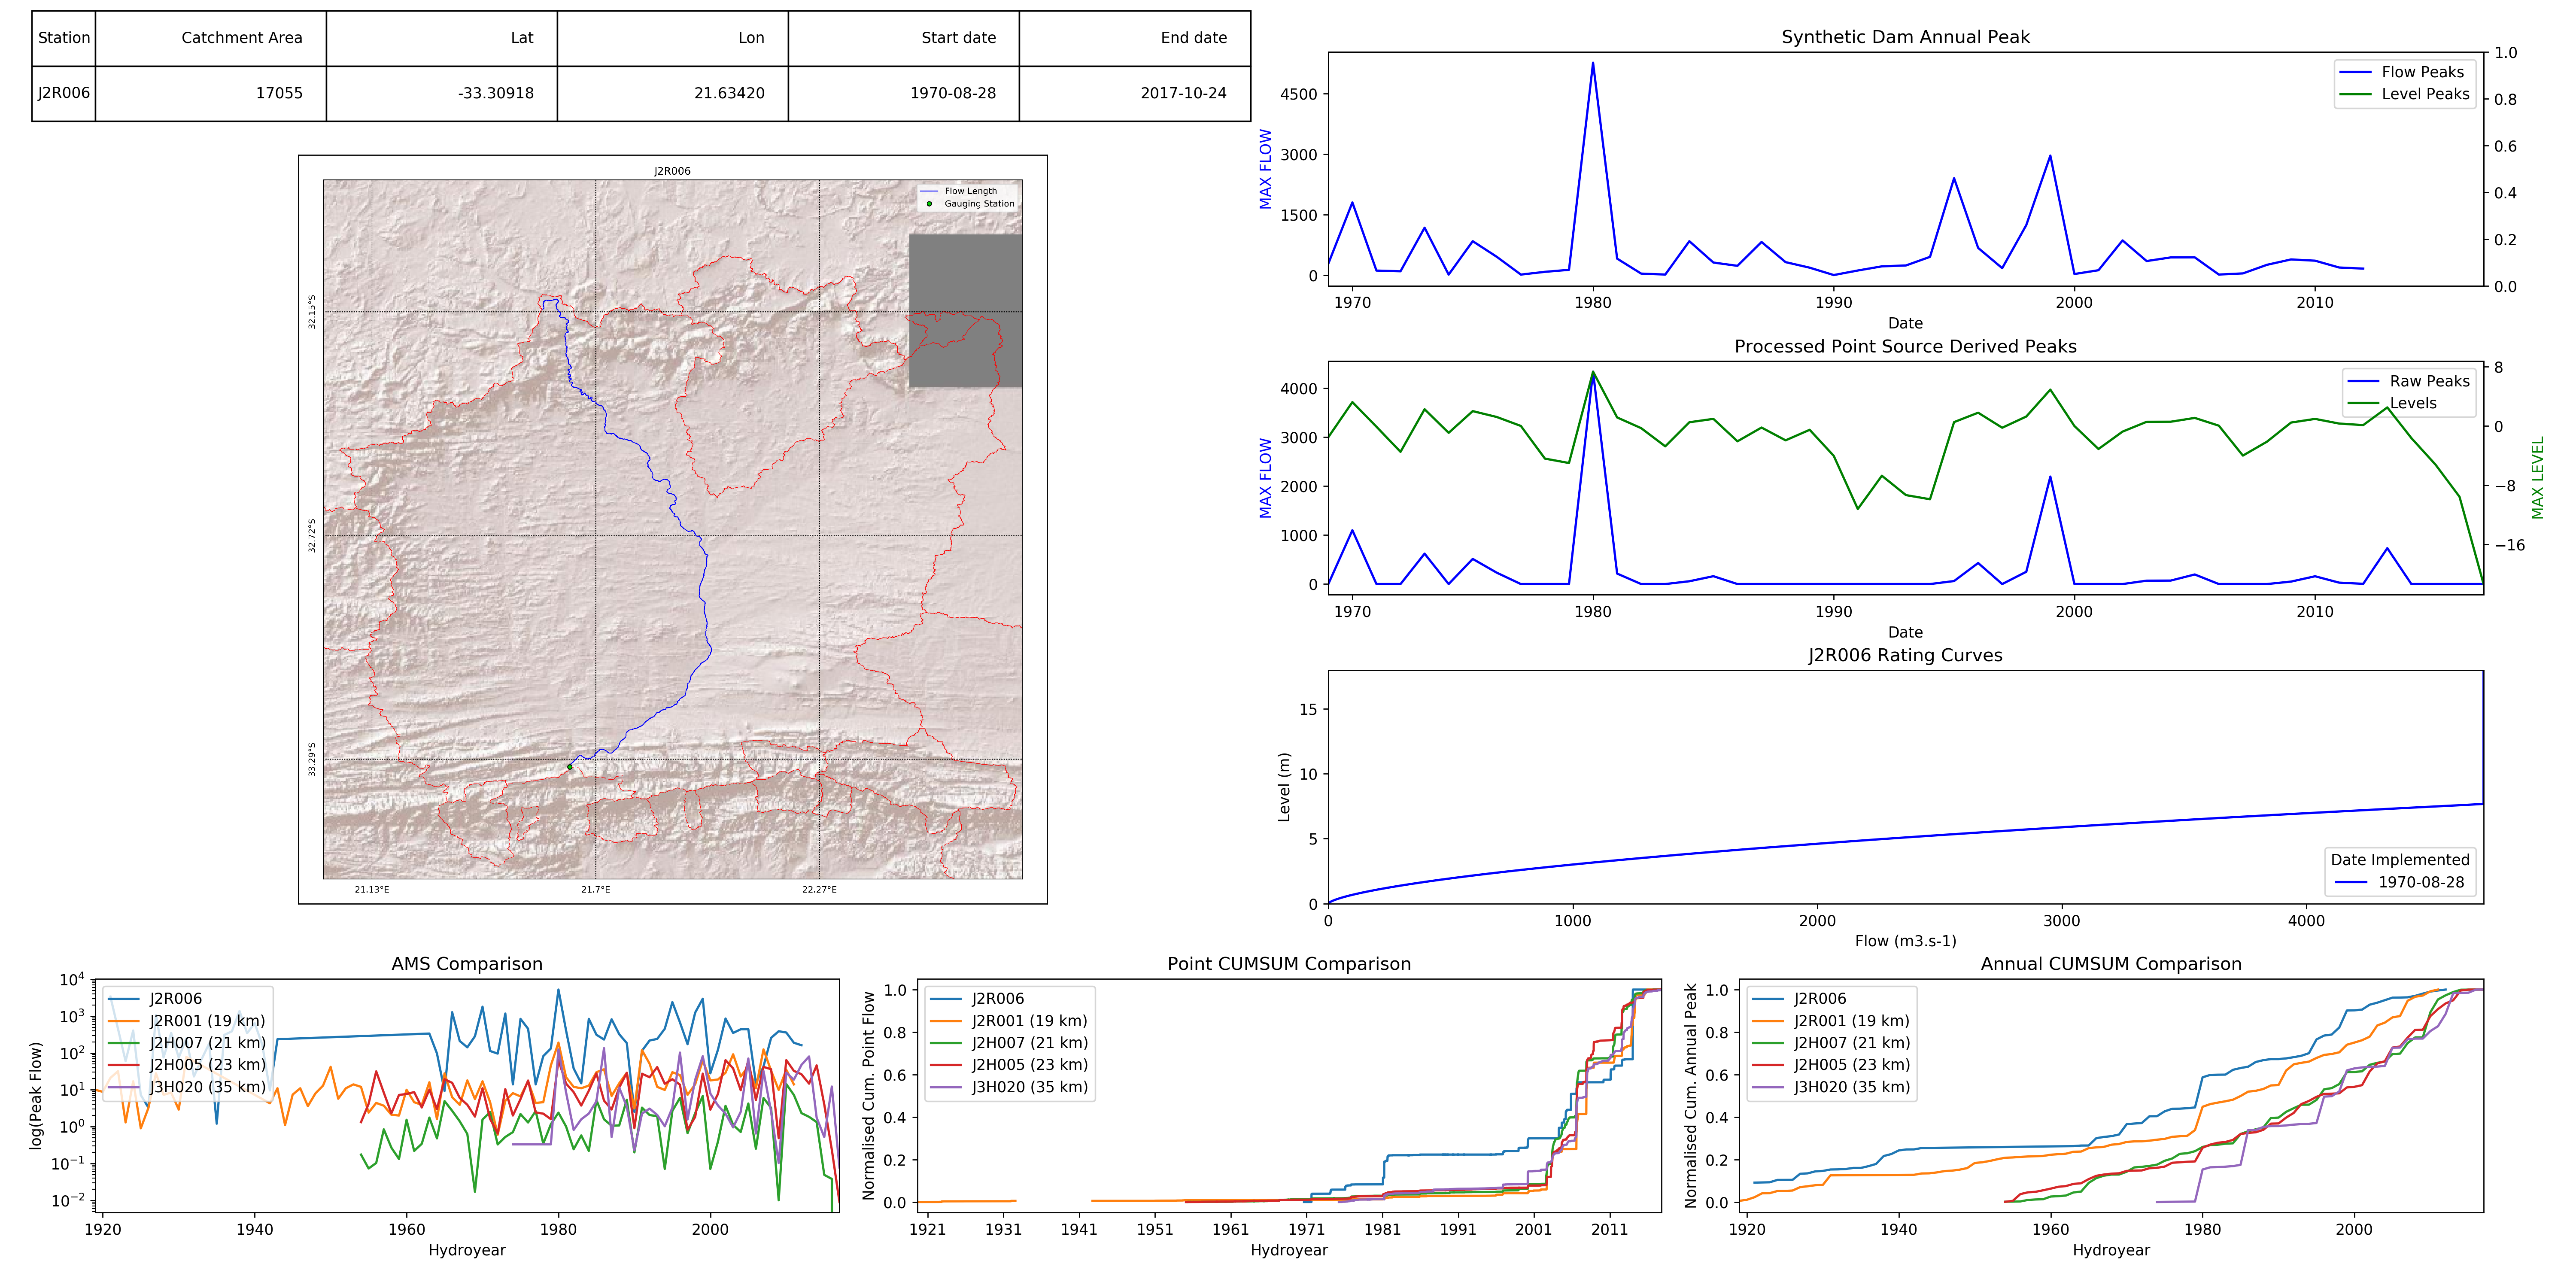 Station Catchment Area Lat Lon Start date End date
J2R006 17055 -33.30918 21.63420 1970-08-28 2017-10-24
J2R006
Flow Length
Gauging Station
32.15°S
32.72°S
33.29°S
21.13°E 21.7°E 22.27°E
Synthetic Dam Annual Peak
Flow Peaks
Level Peaks
MAX FLOW
4500
3000
1500
0
1.0
0.8
0.6
0.4
0.2
0.0
1970 1980 1990 2000 2010
Date
Processed Point Source Derived Peaks
Raw Peaks
Levels
MAX FLOW
4000
3000
2000
1000
0
8
0
−8
−16
MAX LEVEL
1970 1980 1990 2000 2010
Date
J2R006 Rating Curves
Level (m)
15
10
5
0
Date Implemented
1970-08-28
0 1000 2000 3000 4000
Flow (m3.s-1)
AMS Comparison
log(Peak Flow)
10^4
10^3
10^2
10^1
10^0
10^−1
10^−2
J2R006
J2R001 (19 km)
J2H007 (21 km)
J2H005 (23 km)
J3H020 (35 km)
1920 1940 1960 1980 2000
Hydroyear
Point CUMSUM Comparison
Normalised Cum. Point Flow
1.0
0.8
0.6
0.4
0.2
0.0
J2R006
J2R001 (19 km)
J2H007 (21 km)
J2H005 (23 km)
J3H020 (35 km)
1921 1931 1941 1951 1961 1971 1981 1991 2001 2011
Hydroyear
Annual CUMSUM Comparison
Normalised Cum. Annual Peak
1.0
0.8
0.6
0.4
0.2
0.0
J2R006
J2R001 (19 km)
J2H007 (21 km)
J2H005 (23 km)
J3H020 (35 km)
1920 1940 1960 1980 2000
Hydroyear